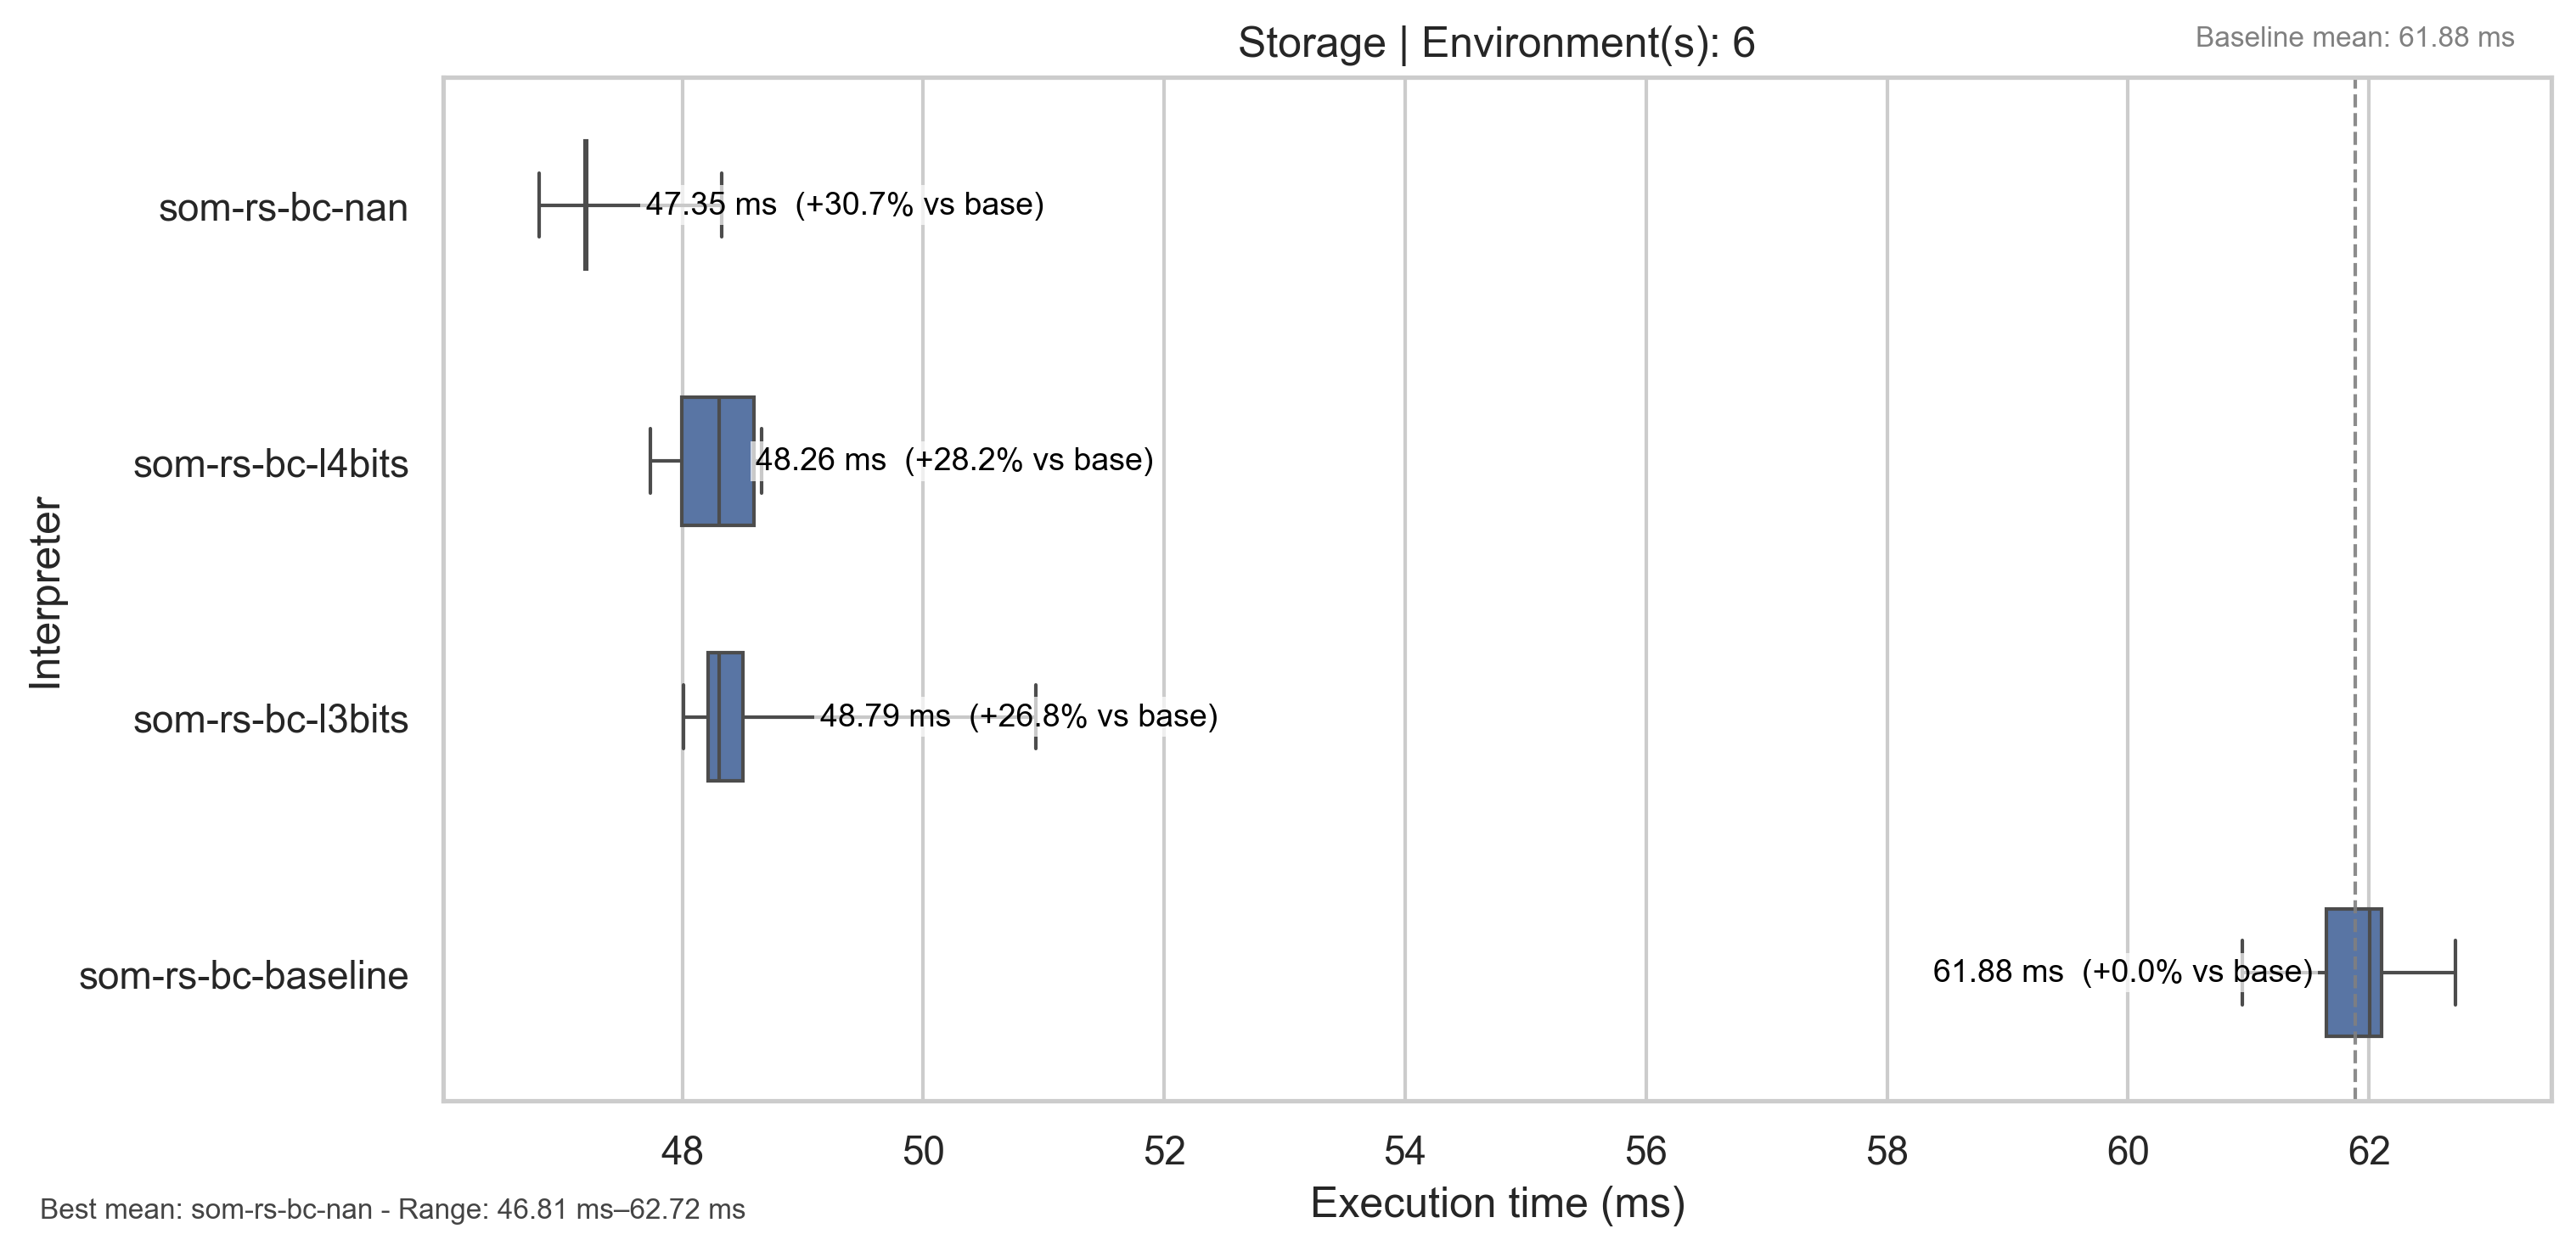 Storage | Environment(s): 6
Baseline mean: 61.88 ms
Interpreter
som-rs-bc-nan
47.35 ms  (+30.7% vs base)
som-rs-bc-l4bits
48.26 ms  (+28.2% vs base)
som-rs-bc-l3bits
48.79 ms  (+26.8% vs base)
som-rs-bc-baseline
61.88 ms  (+0.0% vs base)
48 50 52 54 56 58 60 62
Execution time (ms)
Best mean: som-rs-bc-nan - Range: 46.81 ms–62.72 ms